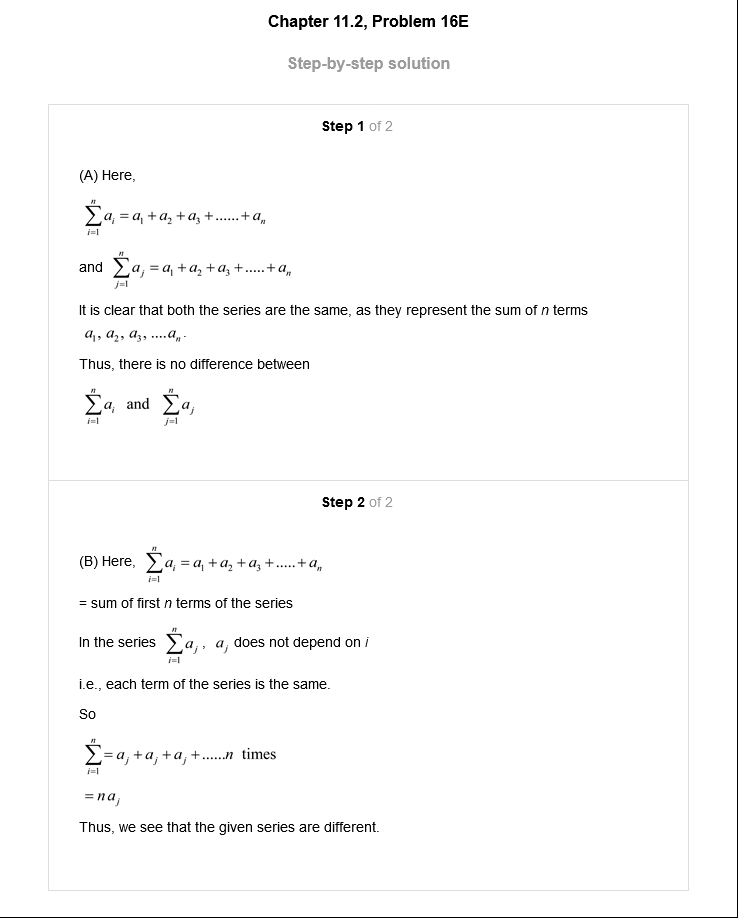 Chapter 11.2, Problem 16E
Step-by-step solution
Step 1 of 2
(A) Here,
\sum_{i=1}^{n} a_i = a_1 + a_2 + a_3 + ...... + a_n
and \sum_{j=1}^{n} a_j = a_1 + a_2 + a_3 + ..... + a_n
It is clear that both the series are the same, as they represent the sum of n terms
a_1, a_2, a_3, ....a_n.
Thus, there is no difference between
\sum_{i=1}^{n} a_i and \sum_{j=1}^{n} a_j
Step 2 of 2
(B) Here, \sum_{i=1}^{n} a_i = a_1 + a_2 + a_3 + ..... + a_n
= sum of first n terms of the series
In the series \sum_{i=1}^{n} a_j, a_j does not depend on i
i.e., each term of the series is the same.
So
\sum_{i=1}^{n} = a_j + a_j + a_j + ......n times
= n a_j
Thus, we see that the given series are different.